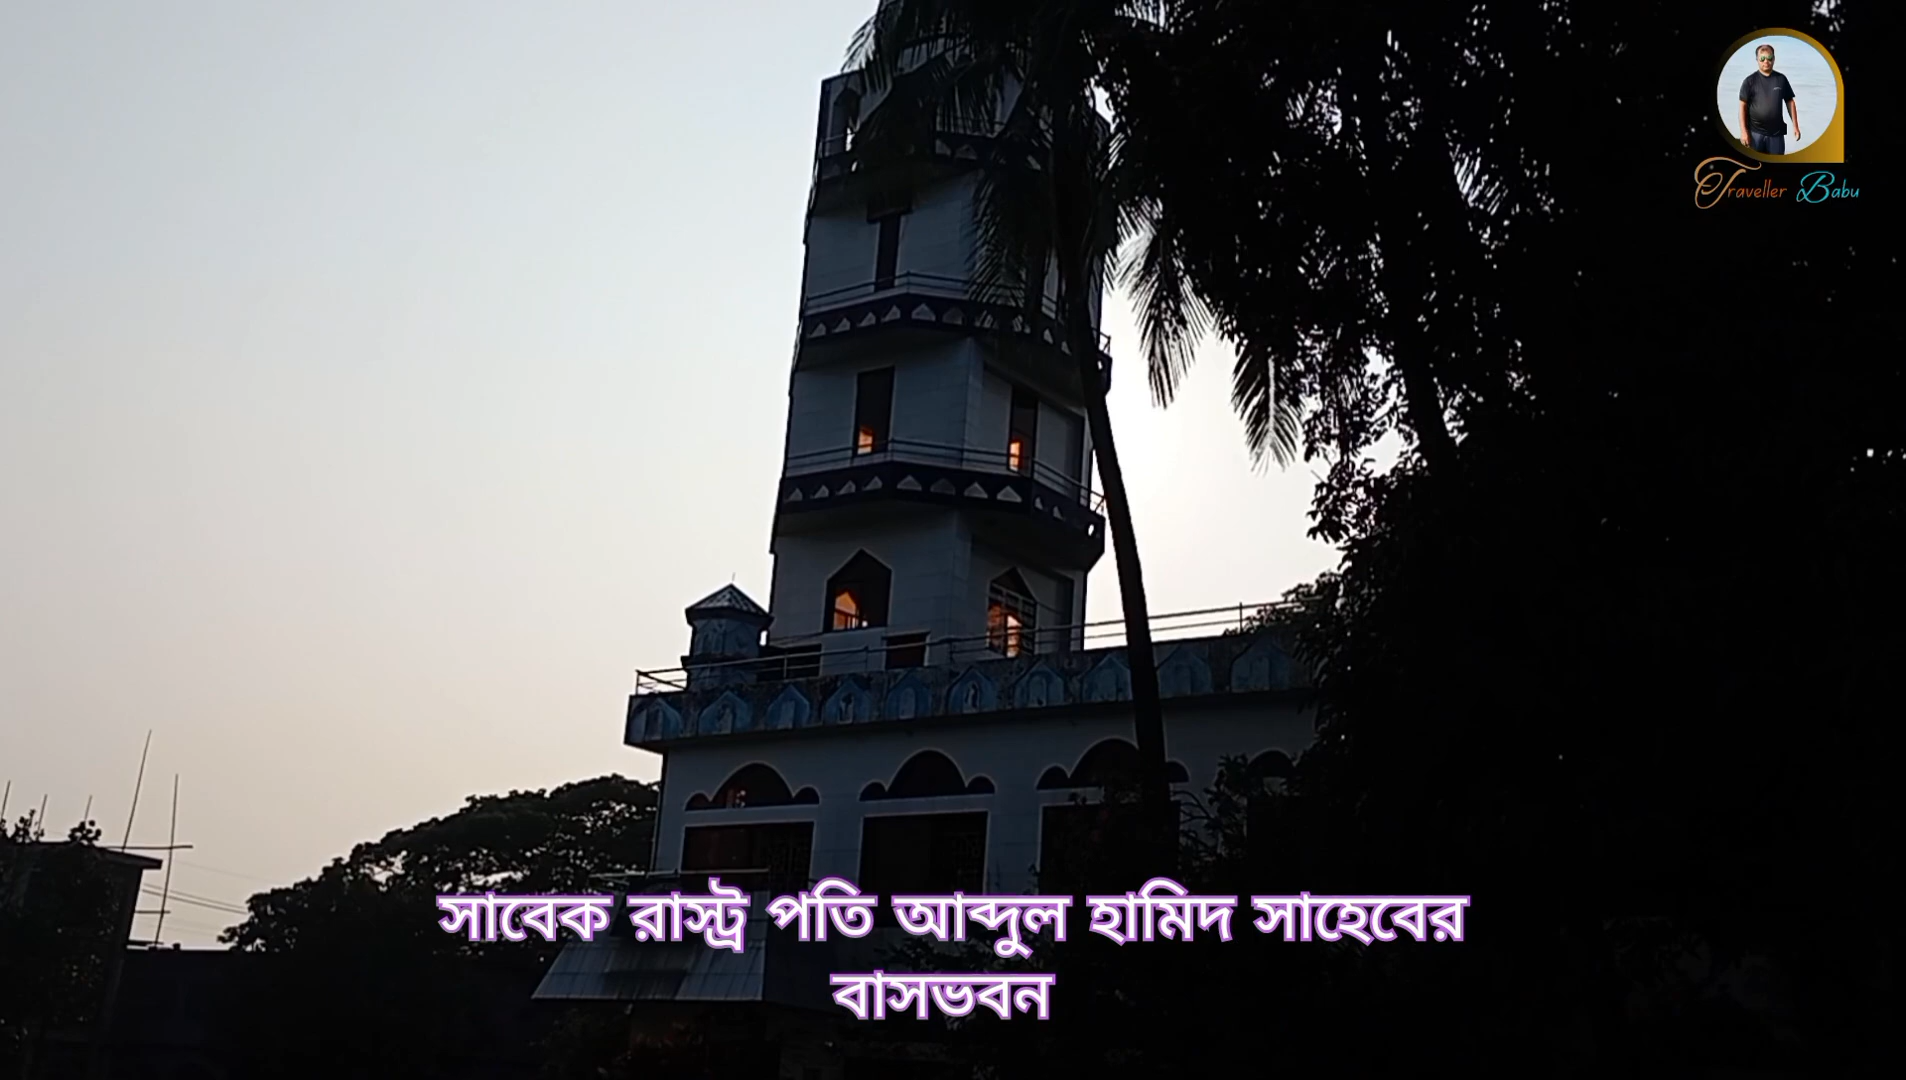 Traveller Babu
সাবেক রাস্ট্র পতি আব্দুল হামিদ সাহেবের
বাসভবন